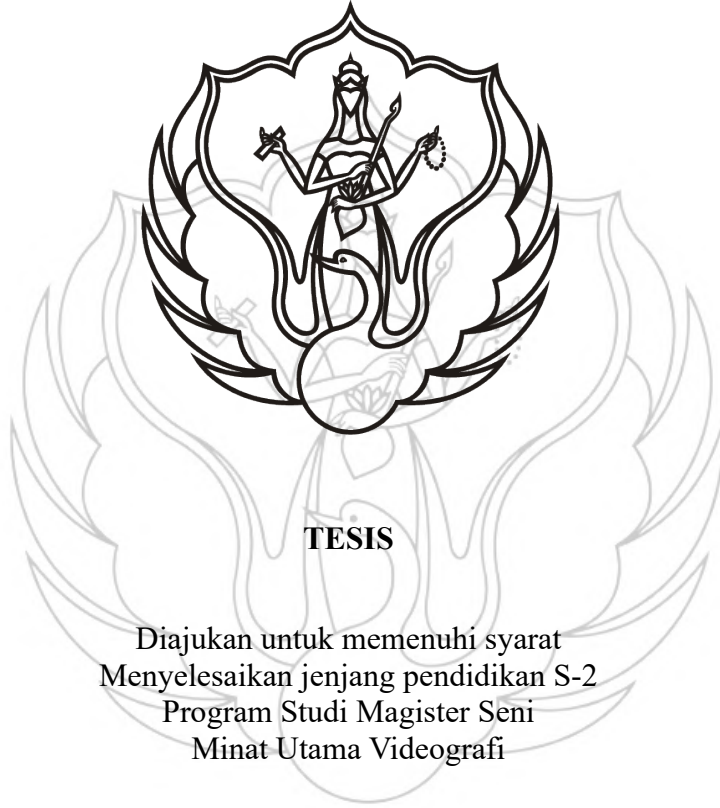 TESIS
Diajukan untuk memenuhi syarat
Menyelesaikan jenjang pendidikan S-2
Program Studi Magister Seni
Minat Utama Videografi